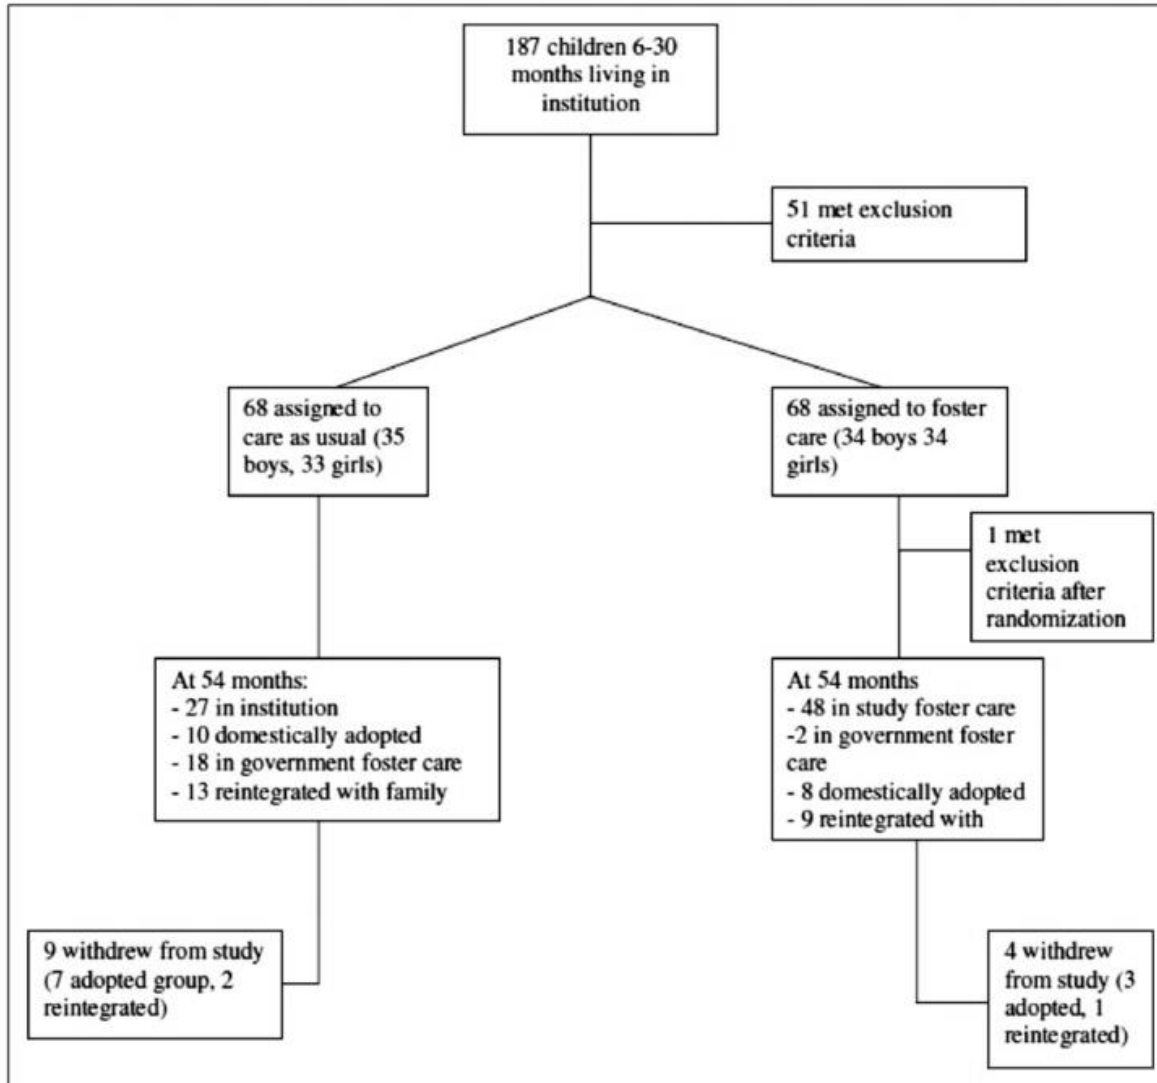 187 children 6-30
months living in
institution
51 met exclusion
criteria
68 assigned to
care as usual (35
boys, 33 girls)
68 assigned to foster
care (34 boys 34
girls)
1 met
exclusion
criteria after
randomization
At 54 months:
- 27 in institution
- 10 domestically adopted
- 18 in government foster care
- 13 reintegrated with family
At 54 months
- 48 in study foster care
-2 in government foster
care
- 8 domestically adopted
- 9 reintegrated with
9 withdrew from study
(7 adopted group, 2
reintegrated)
4 withdrew
from study (3
adopted, 1
reintegrated)